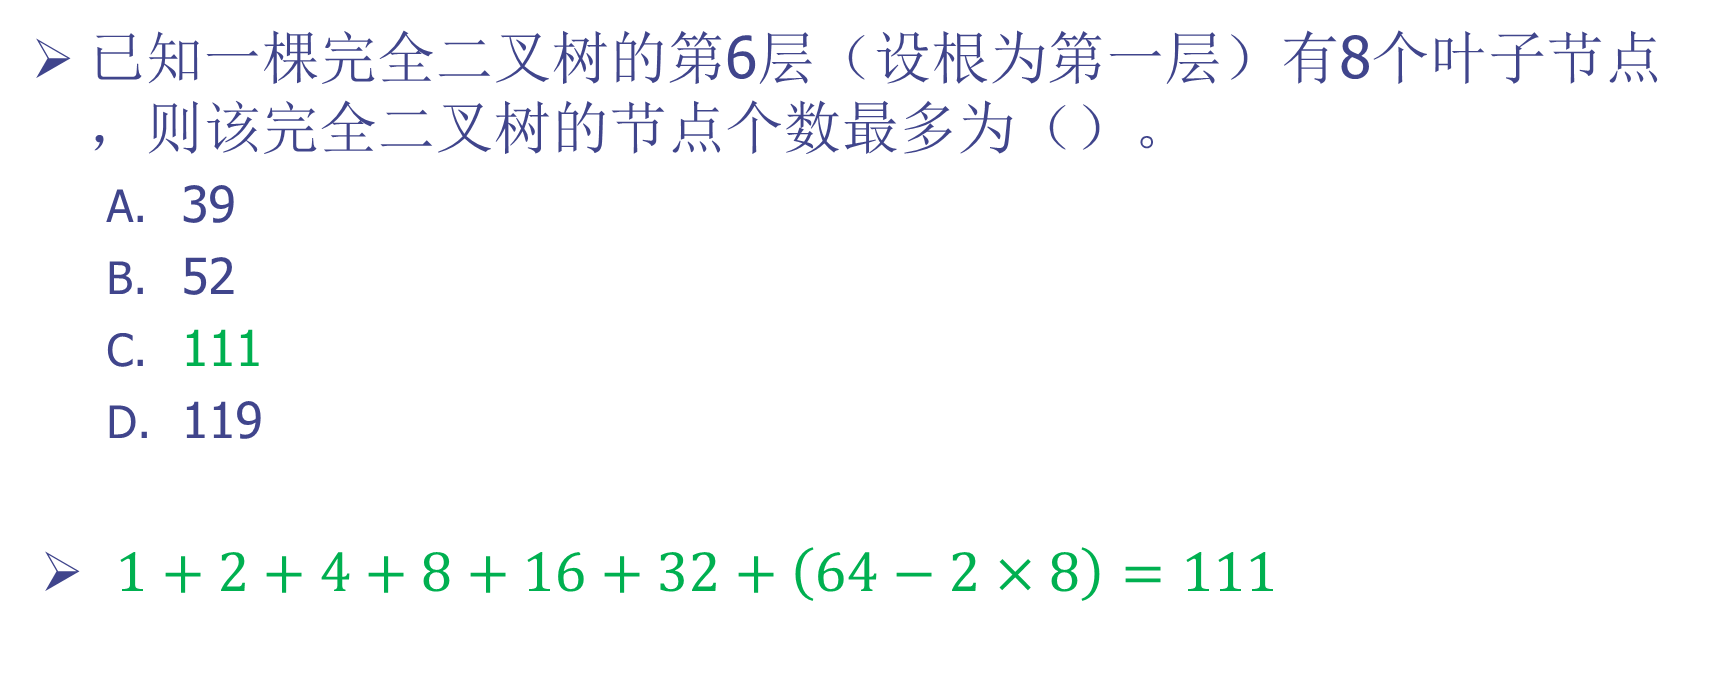 ➢ 已知一棵完全二叉树的第6层（设根为第一层）有8个叶子节点
，则该完全二叉树的节点个数最多为（）。
A. 39
B. 52
C. 111
D. 119
➢ 1 + 2 + 4 + 8 + 16 + 32 + (64 − 2 × 8) = 111